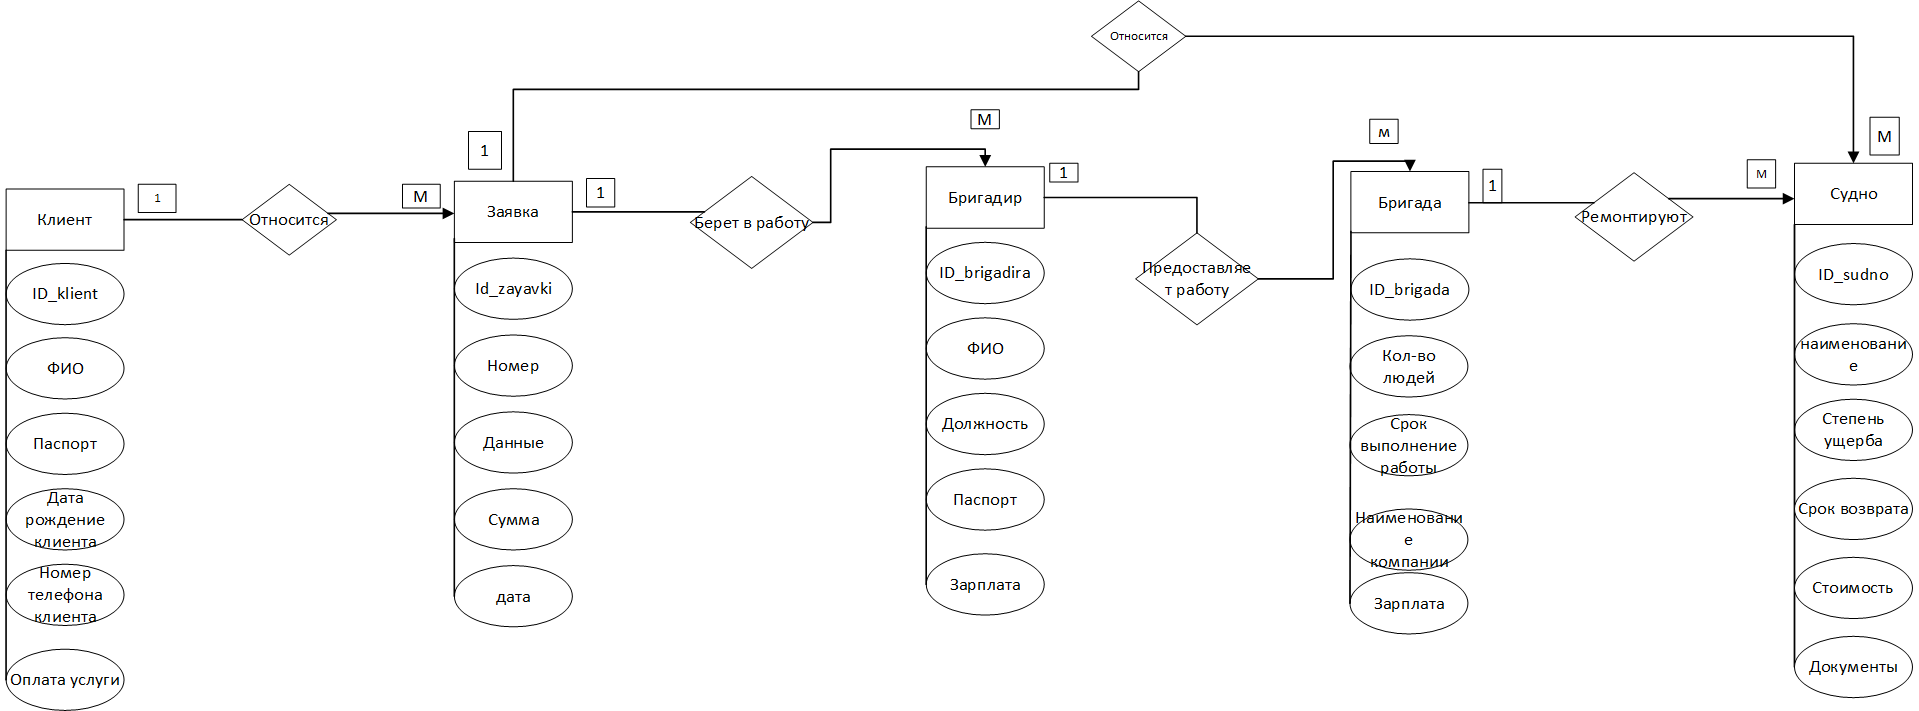 Относится
М
1
м
1
1
М
1
М
1
1
м
Клиент
Относится
Заявка
Берет в работу
Бригадир
Бригада
Ремонтируют
Судно
ID_klient
ФИО
Паспорт
Дата
рождение
клиента
Номер
телефона
клиента
Оплата услуги
Id_zayavki
Номер
Данные
Сумма
дата
ID_brigadira
ФИО
Должность
Паспорт
Зарплата
Предоставляе
т работу
ID_brigada
Кол-во
людей
Срок
выполнение
работы
Наименовани
е
компании
Зарплата
ID_sudno
наименовани
е
Степень
ущерба
Срок возврата
Стоимость
Документы